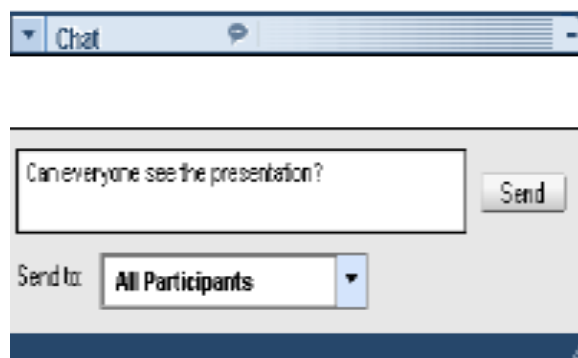 Chat
Can everyone see the presentation?
Send
Send to:
All Participants